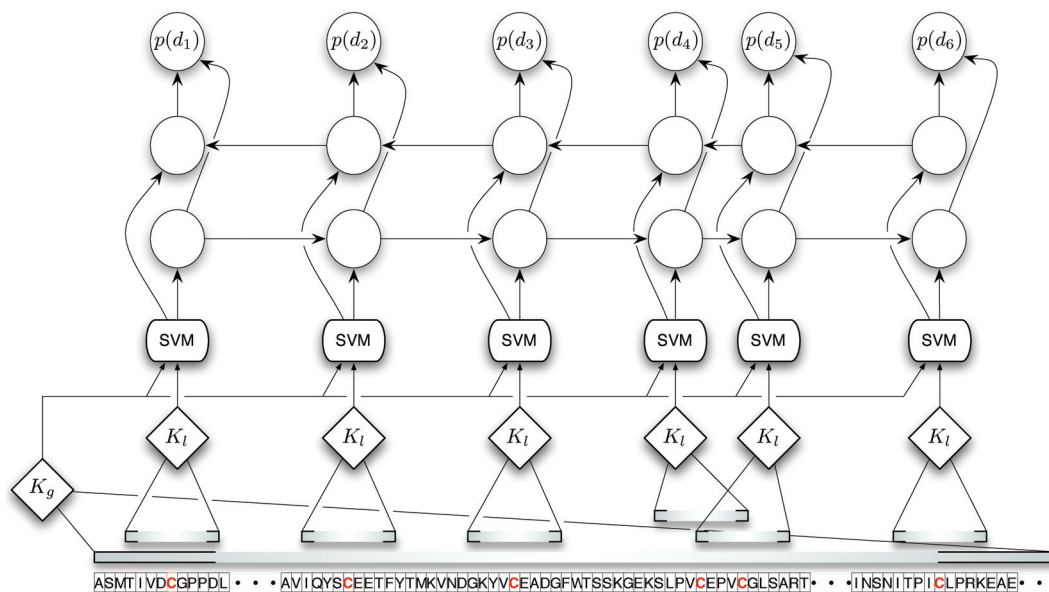 p(d₁) p(d₂) p(d₃) p(d₄) p(d₅) p(d₆)
SVM SVM SVM SVM SVM SVM
Kₗ Kₗ Kₗ Kₗ Kₗ Kₗ
K_g
ASMTIVDCGPPDL • • • AVIQYSCEETFYTMKVNDGKYVCEADGFWTSSKGEKSLPVCEPVCGLSART • • • INSNITPICLPRKEAE • • •